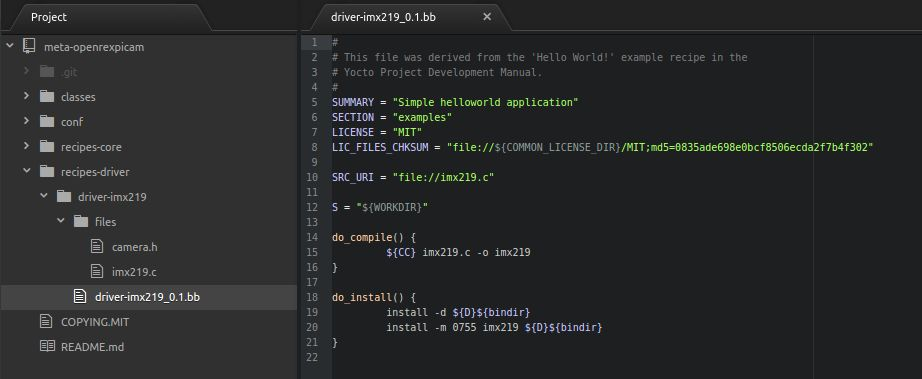 Project
meta-openrexpicam
.git
classes
conf
recipes-core
recipes-driver
driver-imx219
files
camera.h
imx219.c
driver-imx219_0.1.bb
COPYING.MIT
README.md
driver-imx219_0.1.bb ×
1 #
2 # This file was derived from the 'Hello World!' example recipe in the
3 # Yocto Project Development Manual.
4 #
5 SUMMARY = "Simple helloworld application"
6 SECTION = "examples"
7 LICENSE = "MIT"
8 LIC_FILES_CHKSUM = "file://${COMMON_LICENSE_DIR}/MIT;md5=0835ade698e0bcf8506ecda2f7b4f302"
9
10 SRC_URI = "file://imx219.c"
11
12 S = "${WORKDIR}"
13
14 do_compile() {
15 ${CC} imx219.c -o imx219
16 }
17
18 do_install() {
19 install -d ${D}${bindir}
20 install -m 0755 imx219 ${D}${bindir}
21 }
22